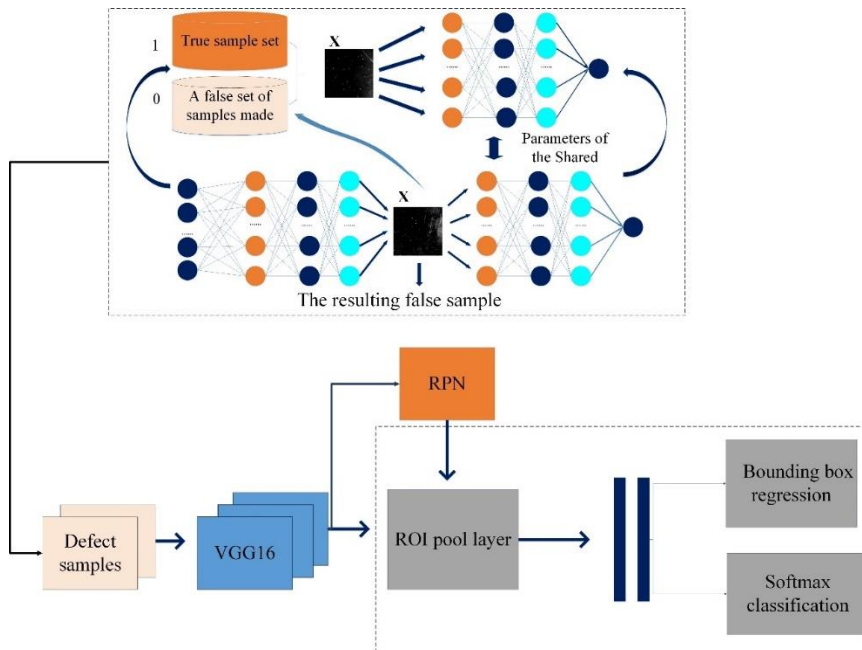 1
True sample set
X
0
A false set of
samples made
......
......
......
Parameters of
the Shared
X
......
......
......
......
......
......
......
The resulting false sample
RPN
Defect
samples
VGG16
ROI pool layer
Bounding box
regression
Softmax
classification